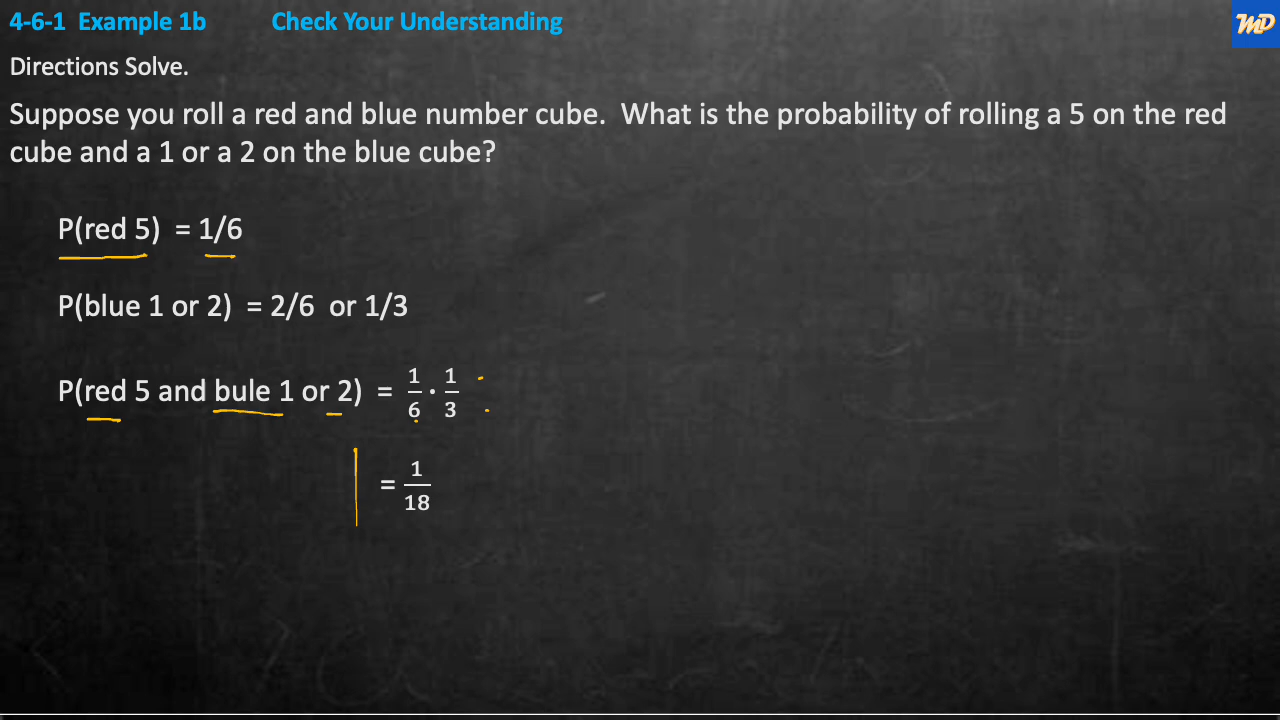 4-6-1 Example 1b Check Your Understanding
MP
Directions Solve.
Suppose you roll a red and blue number cube. What is the probability of rolling a 5 on the red
cube and a 1 or a 2 on the blue cube?
P(red 5) = 1/6
P(blue 1 or 2) = 2/6 or 1/3
P(red 5 and bule 1 or 2) = 1/6 · 1/3
= 1/18